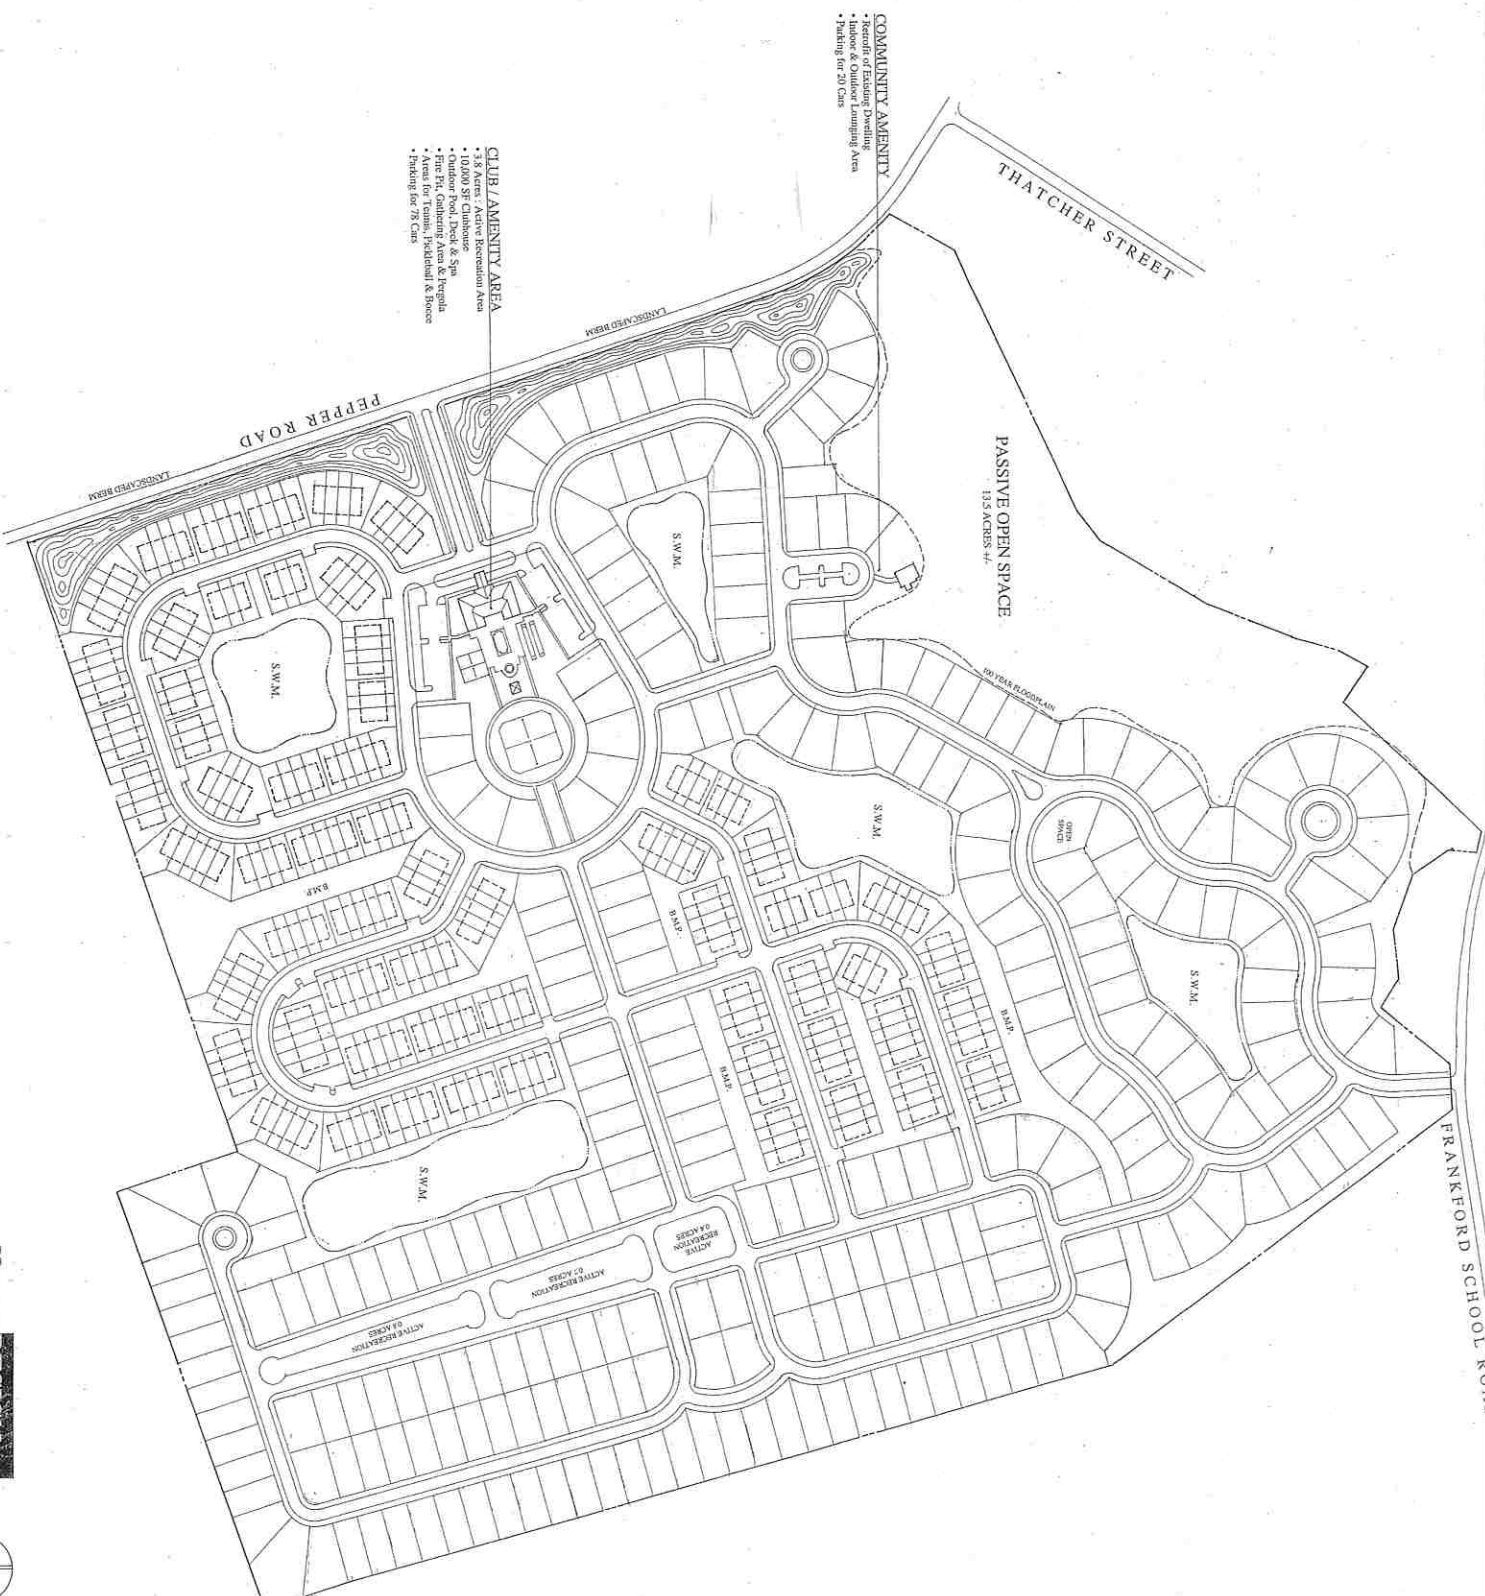 COMMUNITY AMENITY
• Retrofit of Existing Dwelling
• Indoor & Outdoor Lounging Area
• Parking for 20 Cars
THATCHER STREET
CLUB / AMENITY AREA
• 3.8 Acres : Active Recreation Area
• 10,000 SF Clubhouse
• Outdoor Pool, Deck & Spa
• Fire Pit, Gathering Area & Pergola
• Areas for Tennis, Pickleball & Bocce
• Parking for 78 Cars
LANDSCAPED BERM
PEPPER ROAD
LANDSCAPED BERM
PASSIVE OPEN SPACE
13.5 ACRES +/-
S.W.M.
S.W.M.
100 YEAR FLOODPLAIN
S.W.M.
OPEN
SPACE
S.W.M.
B.M.P.
B.M.P.
B.M.P.
B.M.P.
S.W.M.
FRANKFORD SCHOOL
ACTIVE
RECREATION
0.4 ACRES
ACTIVE RECREATION
0.7 ACRES
ACTIVE RECREATION
0.8 ACRES